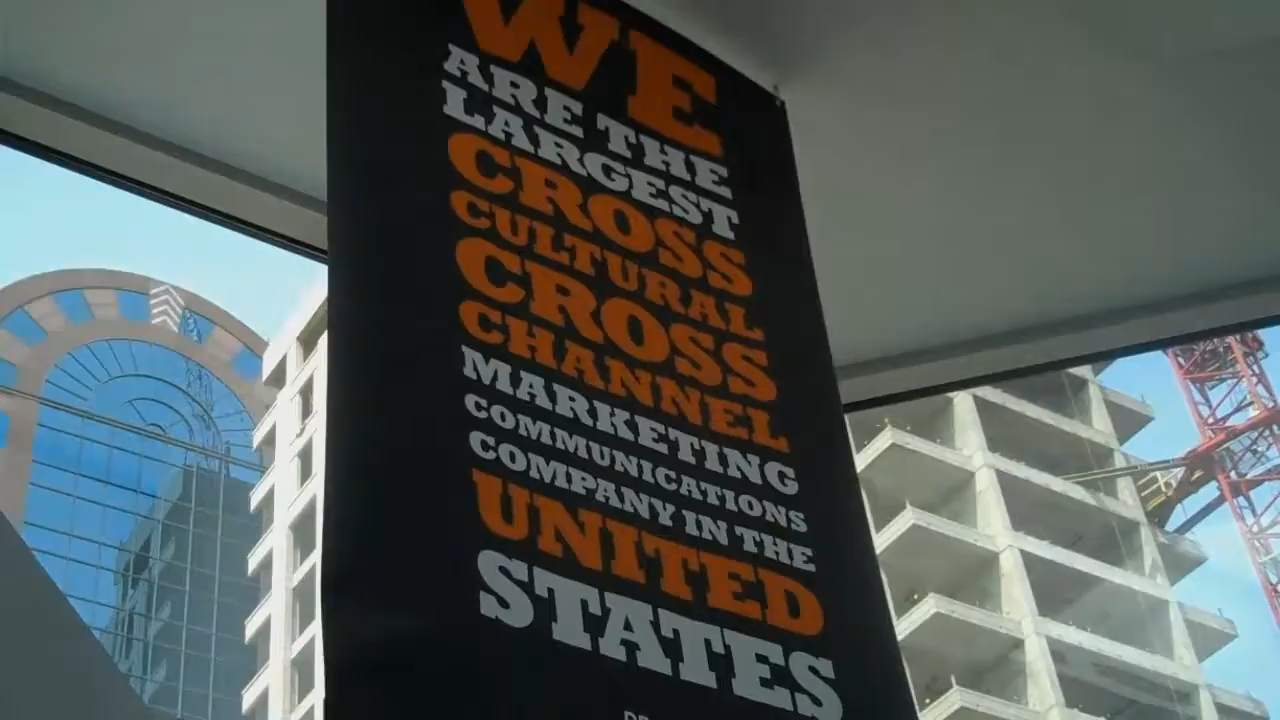 WE
ARE THE
LARGEST
CROSS
CULTURAL
CROSS
CHANNEL
MARKETING
COMMUNICATIONS
COMPANY IN THE
UNITED
STATES